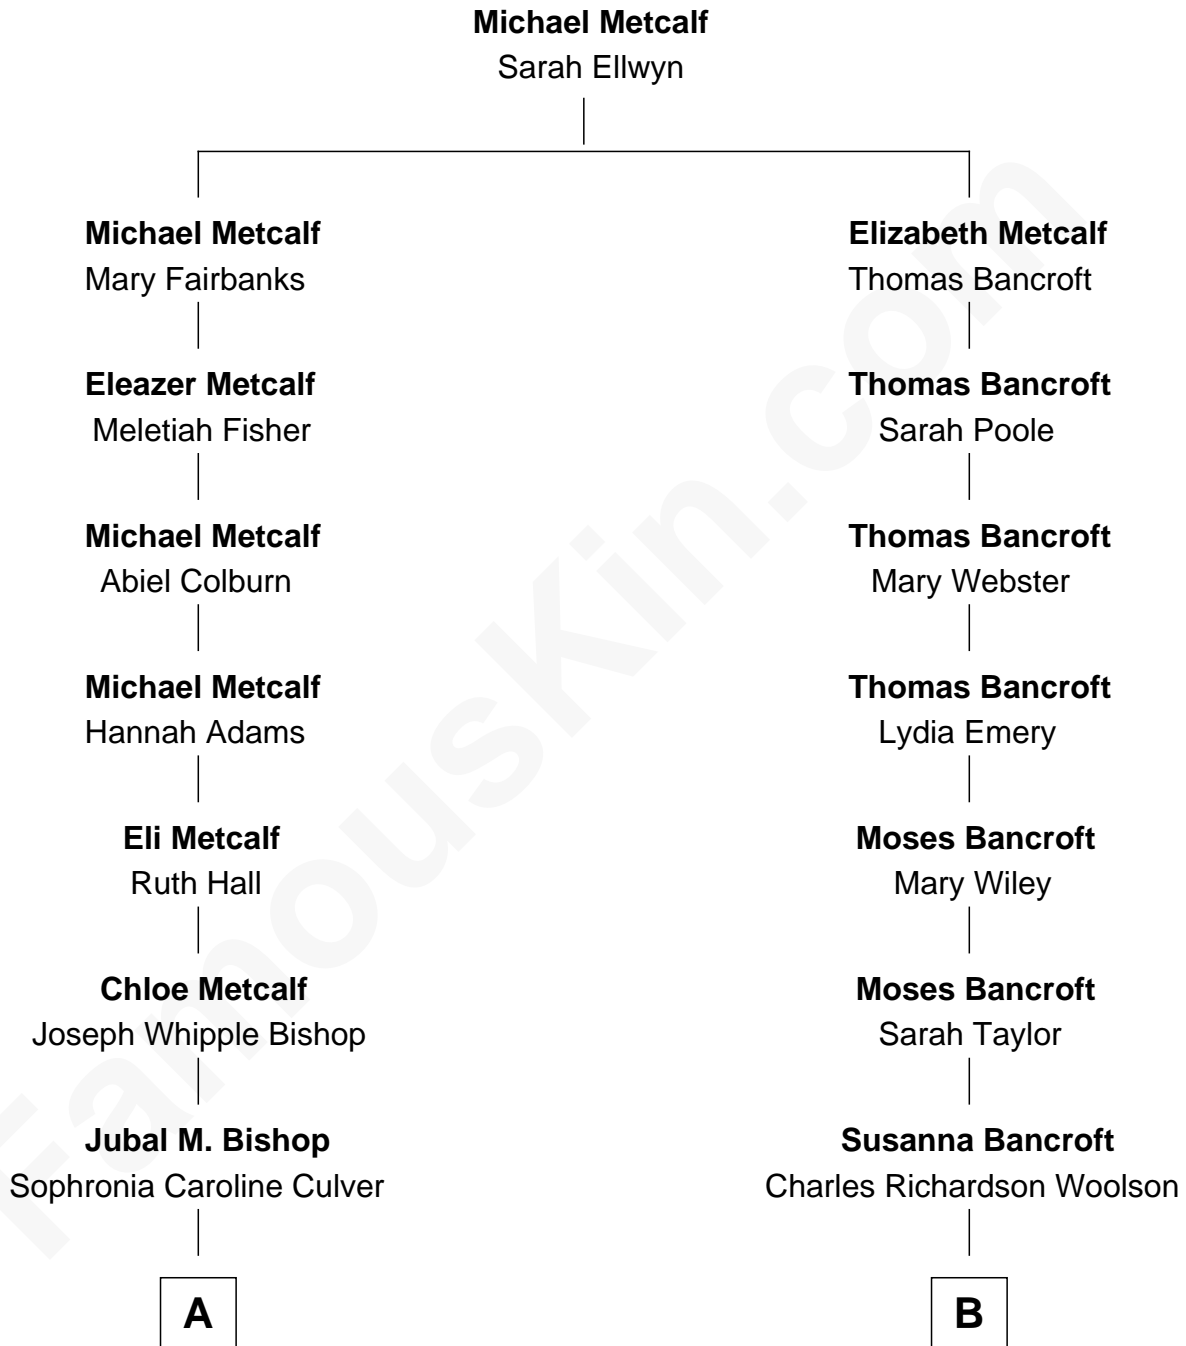 Michael Metcalf
Sarah Ellwyn
Michael Metcalf
Mary Fairbanks
Elizabeth Metcalf
Thomas Bancroft
Eleazer Metcalf
Meletiah Fisher
Thomas Bancroft
Sarah Poole
Michael Metcalf
Abiel Colburn
Thomas Bancroft
Mary Webster
Michael Metcalf
Hannah Adams
Thomas Bancroft
Lydia Emery
Eli Metcalf
Ruth Hall
Moses Bancroft
Mary Wiley
Chloe Metcalf
Joseph Whipple Bishop
Moses Bancroft
Sarah Taylor
Jubal M. Bishop
Sophronia Caroline Culver
Susanna Bancroft
Charles Richardson Woolson
A
B
FamousKin.com